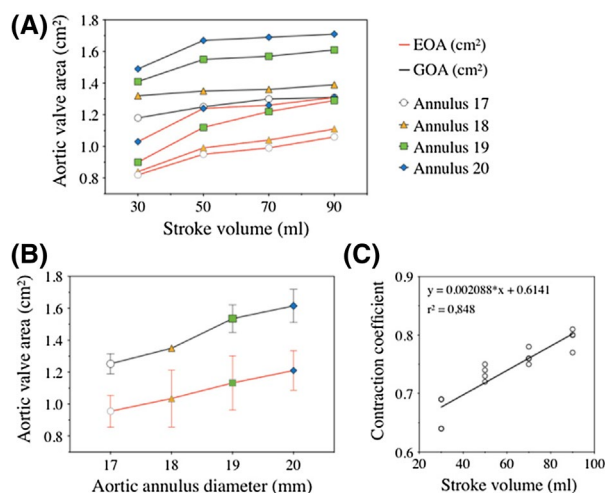 (A)
Aortic valve area (cm²)
1.8
1.6
1.4
1.2
1.0
0.8
30 50 70 90
Stroke volume (ml)
EOA (cm²)
GOA (cm²)
Annulus 17
Annulus 18
Annulus 19
Annulus 20
(B)
Aortic valve area (cm²)
1.8
1.6
1.4
1.2
1.0
0.8
17 18 19 20
Aortic annulus diameter (mm)
(C)
Contraction coefficient
0.9
0.8
0.7
0.6
y = 0.002088*x + 0.6141
r² = 0,848
20 40 60 80 100
Stroke volume (ml)